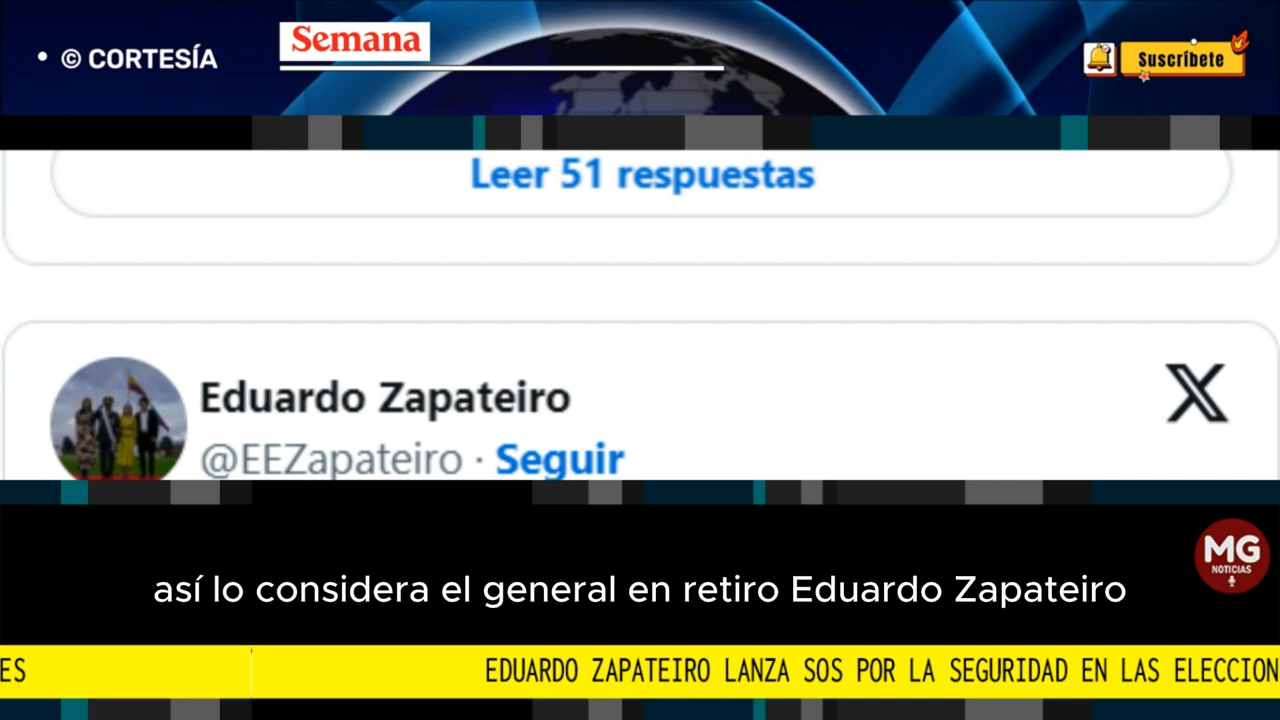 • © CORTESÍA
Semana
Suscríbete
Leer 51 respuestas
Eduardo Zapateiro
@EEZapateiro · Seguir
MG
NOTICIAS
así lo considera el general en retiro Eduardo Zapateiro
ES
EDUARDO ZAPATEIRO LANZA SOS POR LA SEGURIDAD EN LAS ELECCION